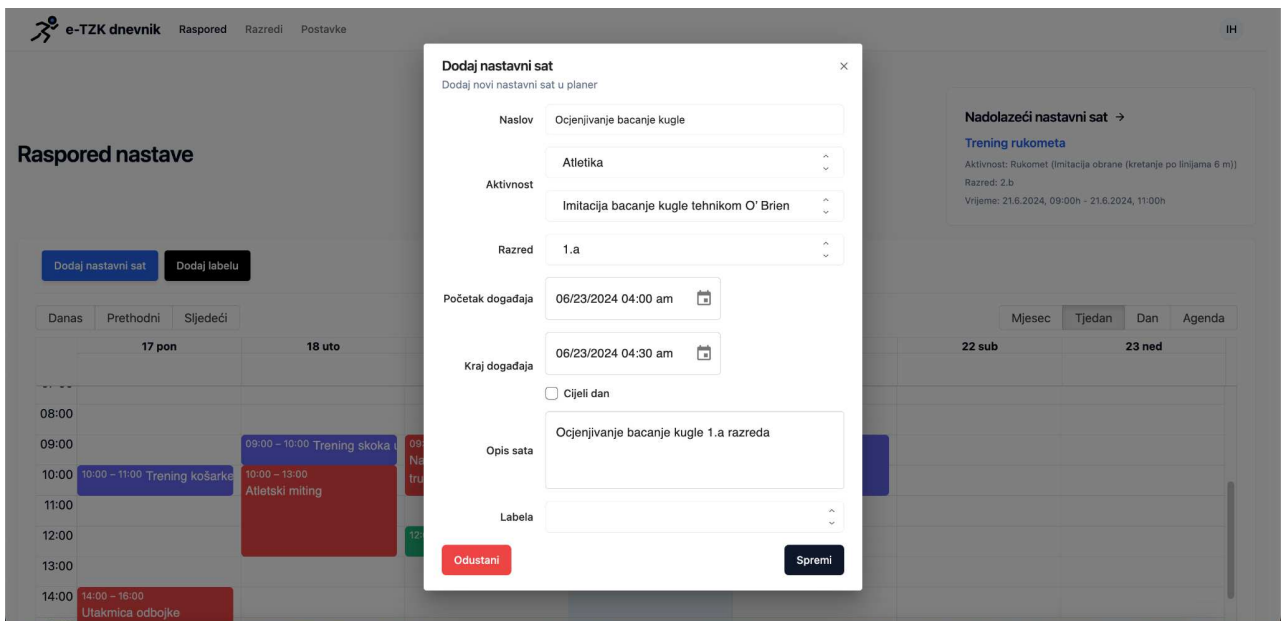 e-TZK dnevnik Raspored Razredi Postavke IH
Dodaj nastavni sat
Dodaj novi nastavni sat u planer
Naslov Ocjenjivanje bacanje kugle
Aktivnost Atletika
Imitacija bacanje kugle tehnikom O' Brien
Razred 1.a
Početak događaja 06/23/2024 04:00 am
Kraj događaja 06/23/2024 04:30 am
Cijeli dan
Opis sata Ocjenjivanje bacanje kugle 1.a razreda
Labela
Odustani Spremi
Raspored nastave
Nadolazeći nastavni sat →
Trening rukometa
Aktivnost: Rukomet (Imitacija obrane (kretanje po linijama 6 m))
Razred: 2.b
Vrijeme: 21.6.2024, 09:00h - 21.6.2024, 11:00h
Dodaj nastavni sat Dodaj labelu
Danas Prethodni Sljedeći Mjesec Tjedan Dan Agenda
17 pon 18 uto 22 sub 23 ned
08:00
09:00 09:00 – 10:00 Trening skoka
10:00 10:00 – 11:00 Trening košarke 10:00 – 13:00
Atletski miting
11:00
12:00
13:00
14:00 14:00 – 16:00
Utakmica odbojke